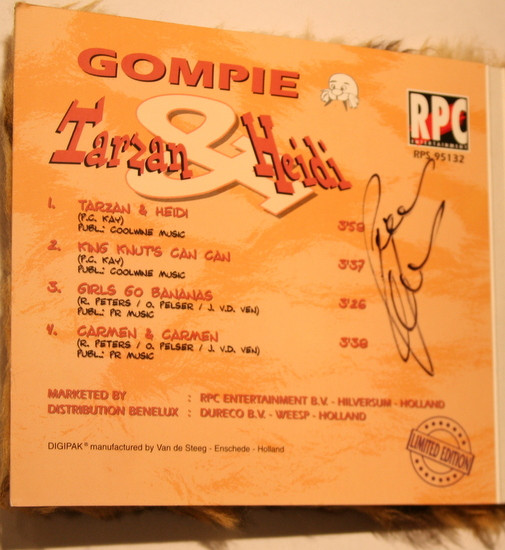 GOMPIE
Tarzan & Heidi
RPC
ENTERTAINMENT
RPS 95132
1. TARZAN & HEIDI 3'59
(P.C. KAY)
PUBL.: COOLWINE MUSIC
2. KING KNUT'S CAN CAN 3'37
(P.C. KAY)
PUBL.: COOLWINE MUSIC
3. GIRLS GO BANANAS 3'26
(R. PETERS / O. PELSER / J. V.D. VEN)
PUBL.: PR MUSIC
4. CARMEN & CARMEN 3'38
(R. PETERS / O. PELSER / J. V.D. VEN)
PUBL.: PR MUSIC
MARKETED BY : RPC ENTERTAINMENT B.V. - HILVERSUM - HOLLAND
DISTRIBUTION BENELUX : DURECO B.V. - WEESP - HOLLAND
DIGIPAK® manufactured by Van de Steeg - Enschede - Holland
LIMITED EDITION